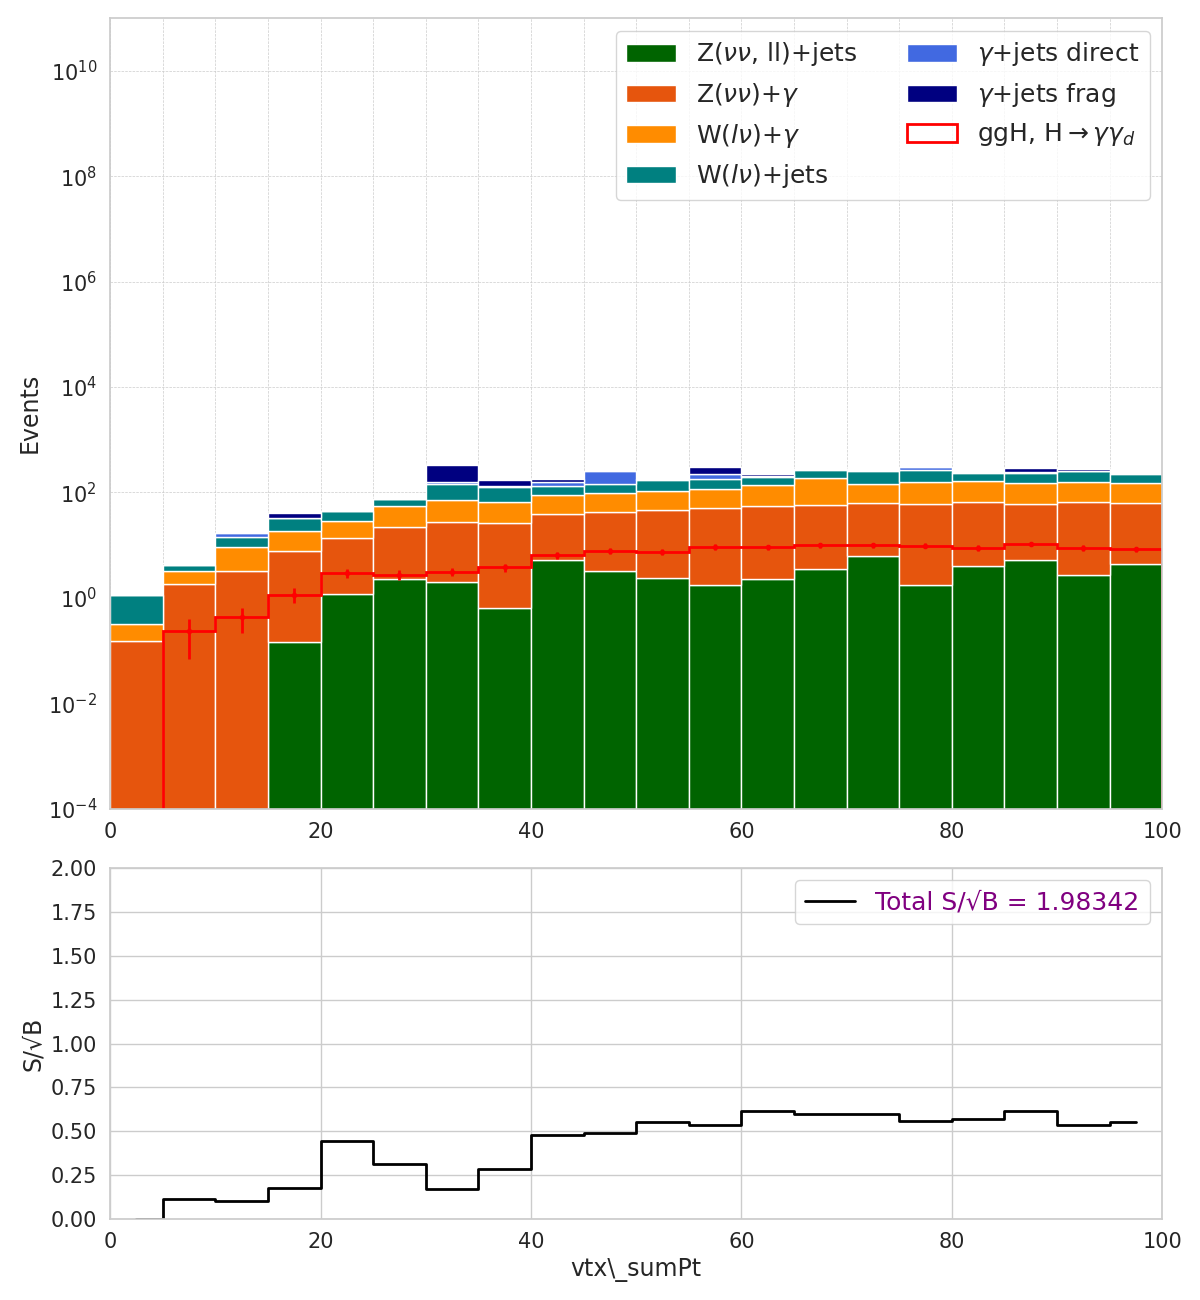 Z(νν, ll)+jets
Z(νν)+γ
W(lν)+γ
W(lν)+jets
γ+jets direct
γ+jets frag
ggH, H→γγ_d
Events
10^10
10^8
10^6
10^4
10^2
10^0
10^−2
10^−4
0 20 40 60 80 100
Total S/√B = 1.98342
S/√B
2.00
1.75
1.50
1.25
1.00
0.75
0.50
0.25
0.00
0 20 40 60 80 100
vtx\_sumPt